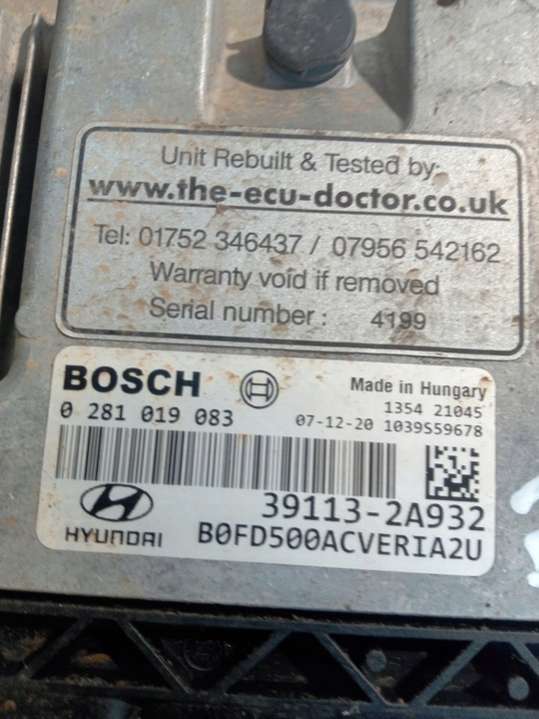 Unit Rebuilt & Tested by:
www.the-ecu-doctor.co.uk
Tel: 01752 346437 / 07956 542162
Warranty void if removed
Serial number : 4199
BOSCH Made in Hungary
1354 21045
0 281 019 083 07-12-20 1039S59678
39113-2A932
HYUNDAI B0FD500ACVERIA2U